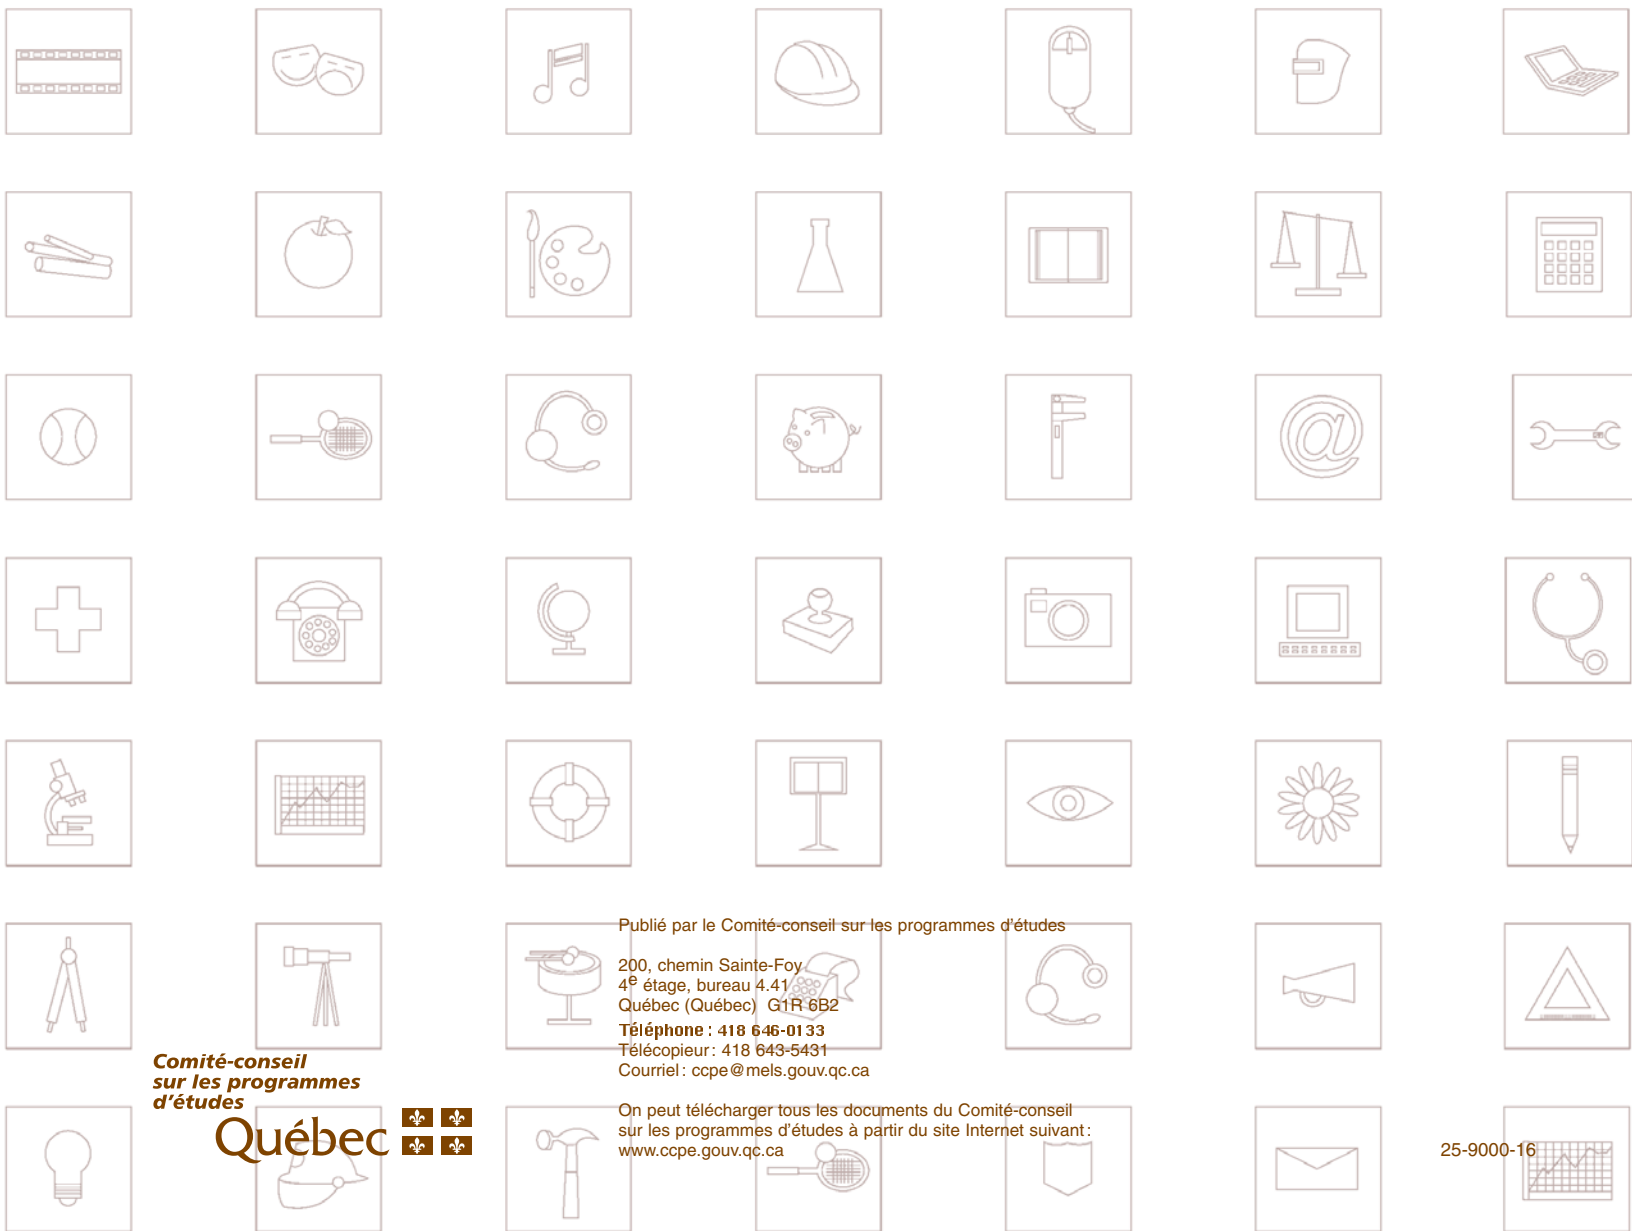 Publié par le Comité-conseil sur les programmes d'études
200, chemin Sainte-Foy
4e étage, bureau 4.41
Québec (Québec) G1R 6B2
Téléphone : 418 646-0133
Télécopieur : 418 643-5431
Courriel : ccpe@mels.gouv.qc.ca
On peut télécharger tous les documents du Comité-conseil
sur les programmes d'études à partir du site Internet suivant :
www.ccpe.gouv.qc.ca
Comité-conseil
sur les programmes
d'études
Québec
25-9000-16